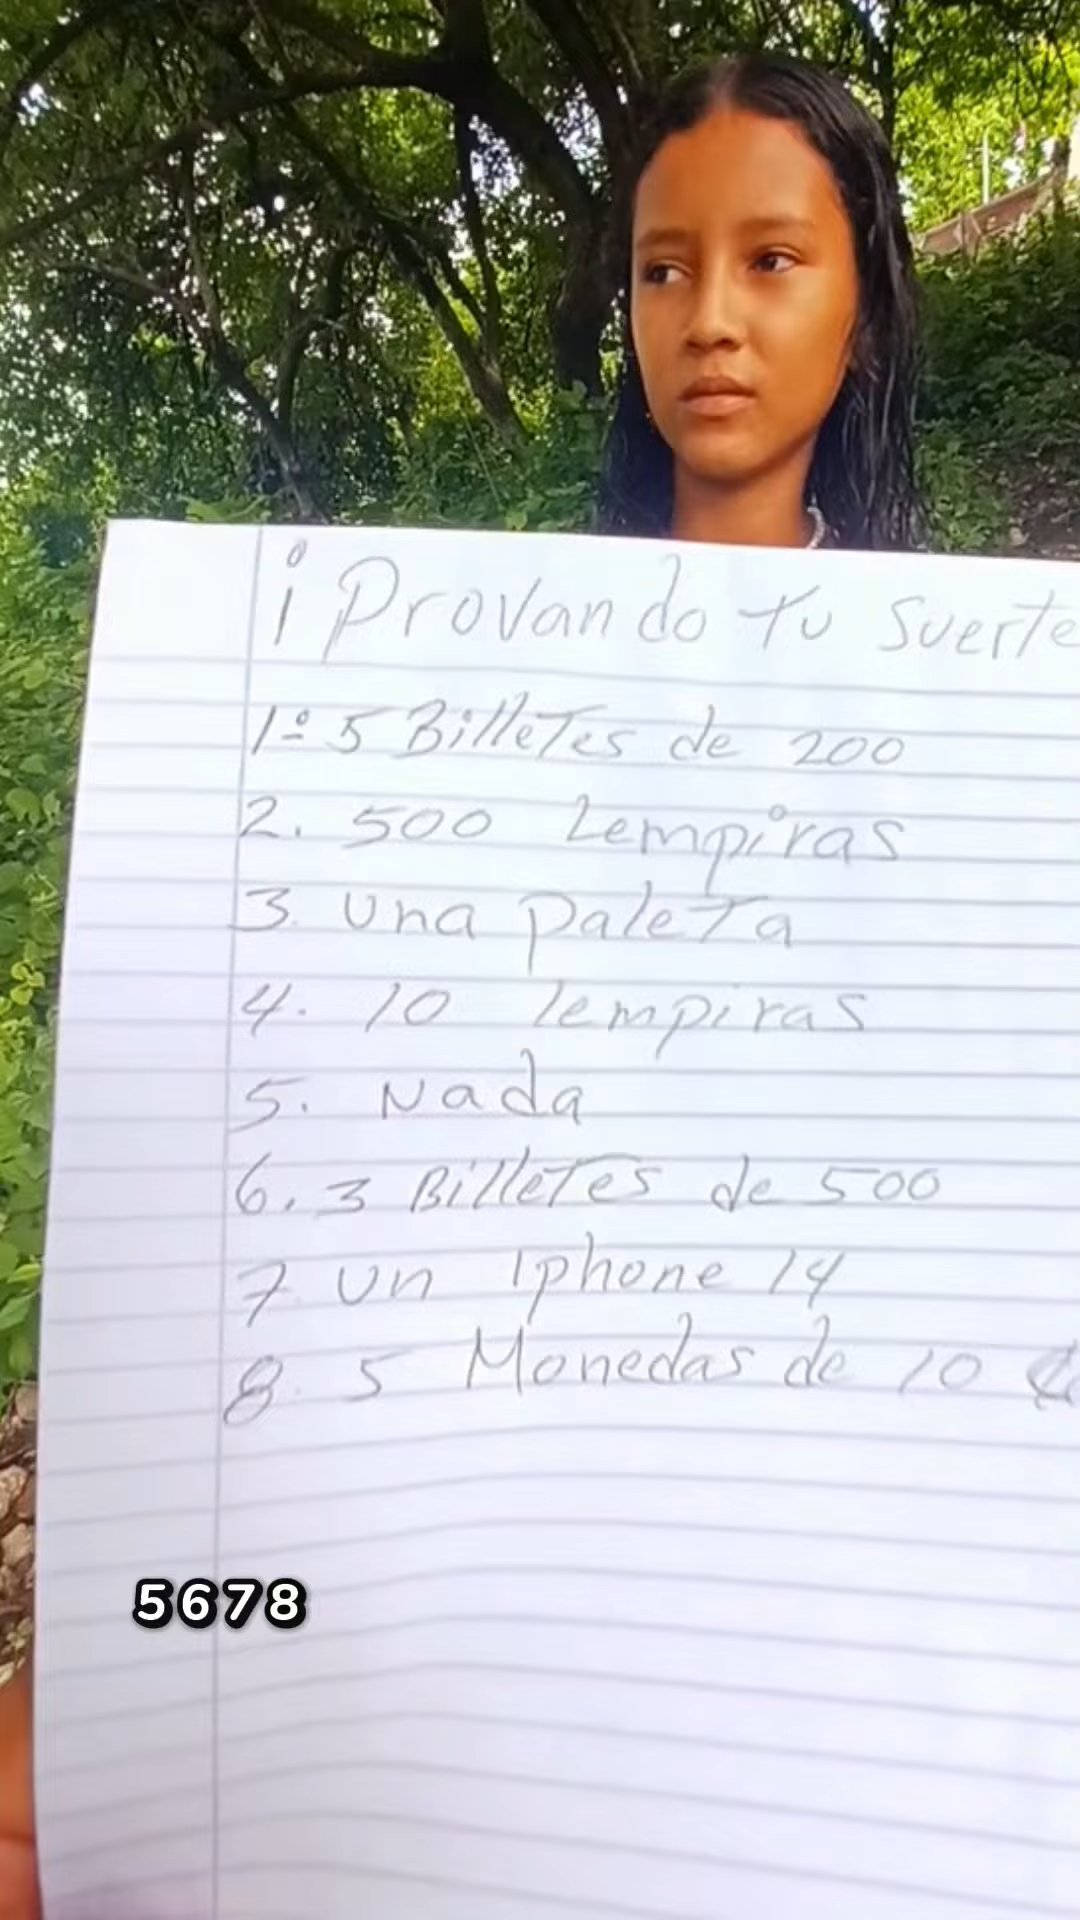 ¡Provando tu suerte
1º 5 Billetes de 200
2. 500 Lempiras
3. una paleta
4. 10 lempiras
5. Nada
6. 3 Billetes de 500
7 un Iphone 14
8. 5 Monedas de 10
5678